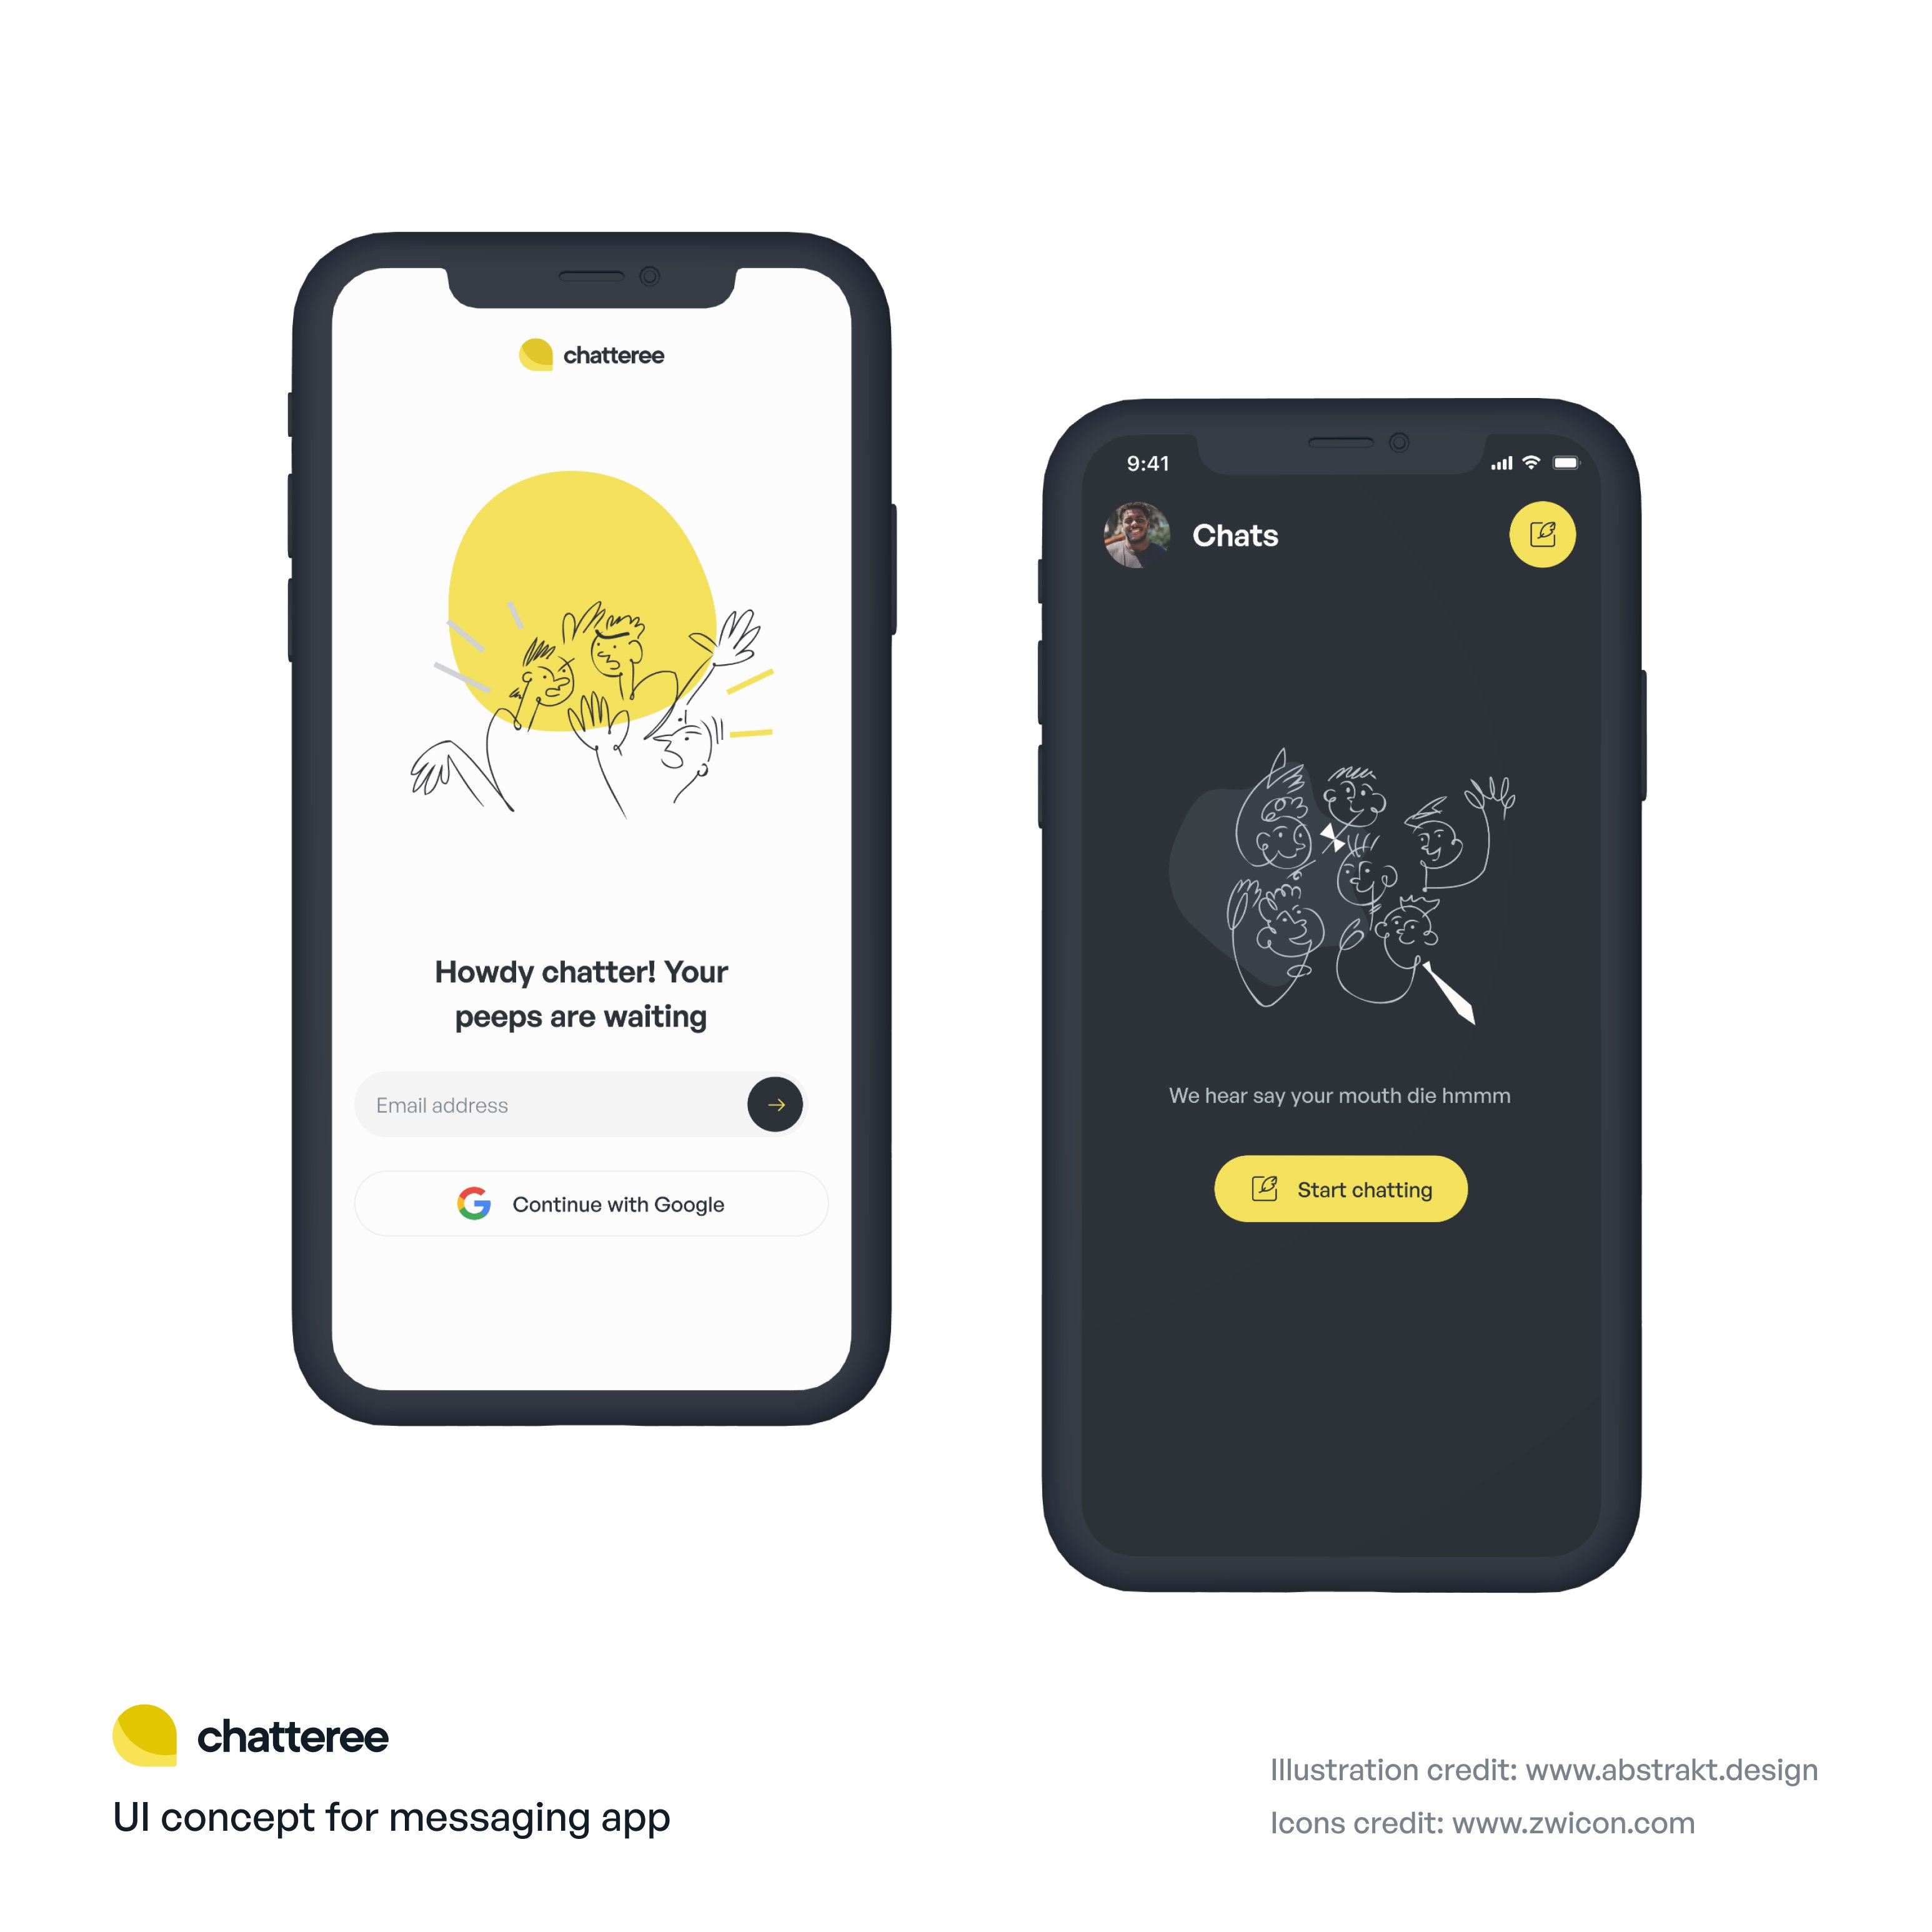 chatteree
Howdy chatter! Your
peeps are waiting
Email address
Continue with Google
9:41
Chats
We hear say your mouth die hmmm
Start chatting
chatteree
UI concept for messaging app
Illustration credit: www.abstrakt.design
Icons credit: www.zwicon.com